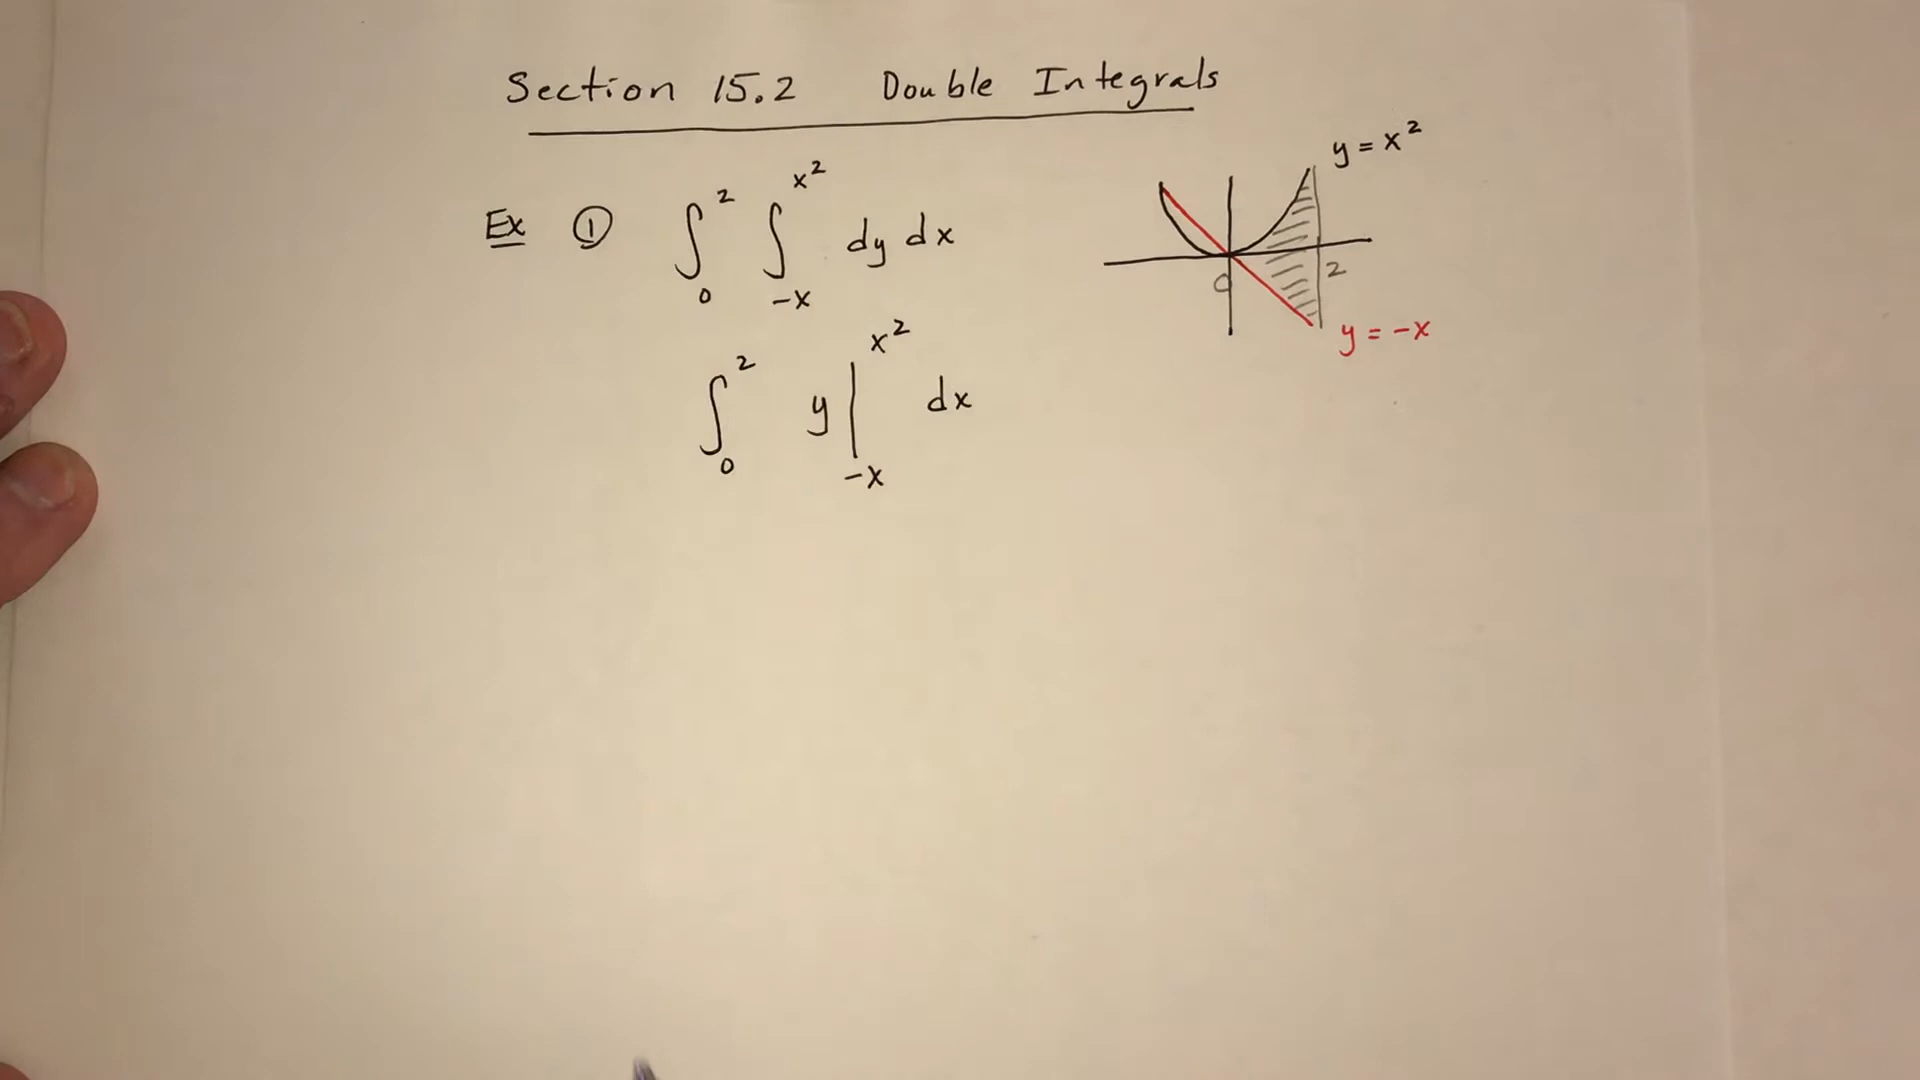 Section 15.2 Double Integrals
Ex ① ∫₀² ∫₋ₓ^x² dy dx
y = x²
0 2
y = -x
∫₀² y |₋ₓ^x² dx